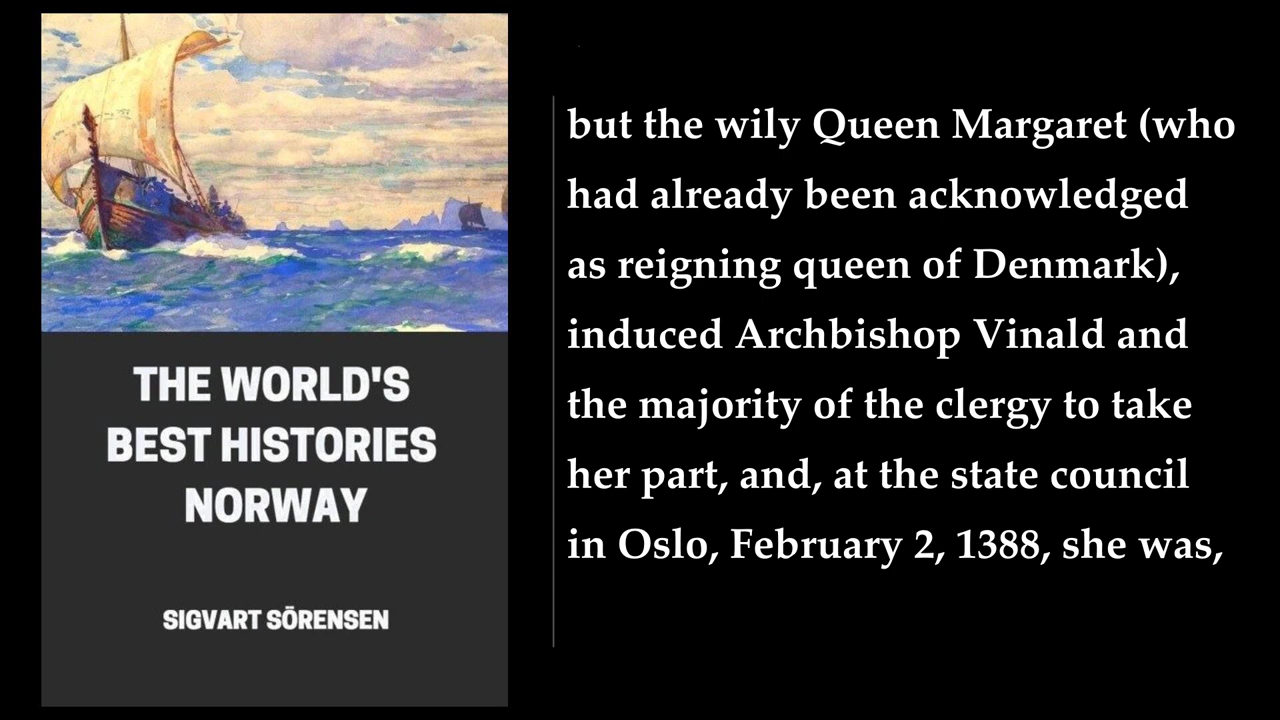 THE WORLD'S
BEST HISTORIES
NORWAY
SIGVART SÖRENSEN
but the wily Queen Margaret (who
had already been acknowledged
as reigning queen of Denmark),
induced Archbishop Vinald and
the majority of the clergy to take
her part, and, at the state council
in Oslo, February 2, 1388, she was,